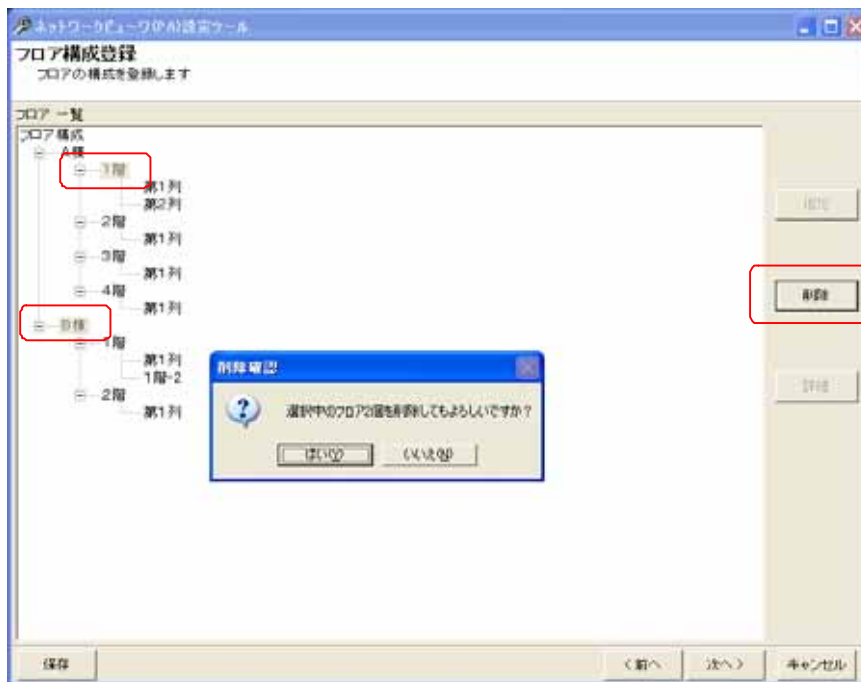 ネットワークビューワ(PA)設定ツール
フロア構成登録
フロアの構成を登録します
フロア 一覧
フロア構成
A棟
1階
第1列
第2列
2階
第1列
3階
第1列
4階
第1列
B棟
1階
第1列
1階-2
2階
第1列
追加
削除
詳細
削除確認
選択中のフロア2個を削除してもよろしいですか?
はい(Y)
いいえ(N)
保存
< 前へ
次へ >
キャンセル